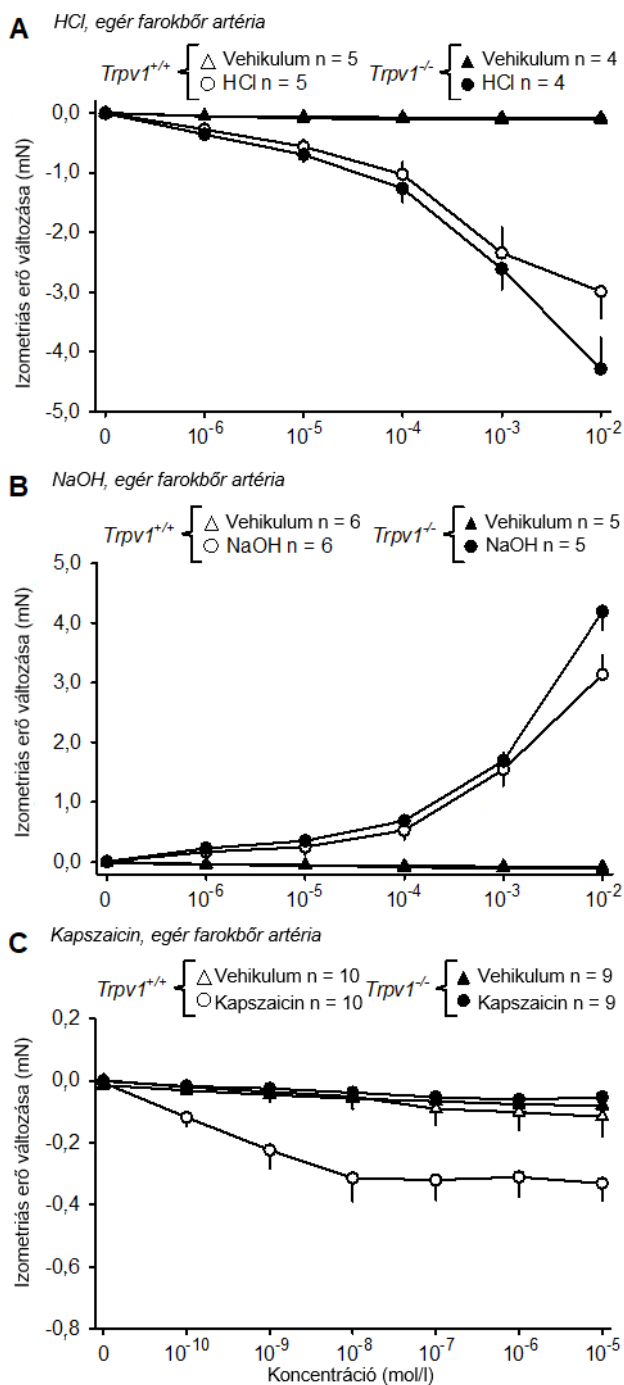 A HCl, egér farokbőr artéria
Trpv1+/+ { △ Vehikulum n = 5 Trpv1-/- { ▲ Vehikulum n = 4
○ HCl n = 5 ● HCl n = 4
Izometriás erő változása (mN)
0,0
-1,0
-2,0
-3,0
-4,0
-5,0
0 10-6 10-5 10-4 10-3 10-2
B NaOH, egér farokbőr artéria
Trpv1+/+ { △ Vehikulum n = 6 Trpv1-/- { ▲ Vehikulum n = 5
○ NaOH n = 6 ● NaOH n = 5
Izometriás erő változása (mN)
5,0
4,0
3,0
2,0
1,0
0,0
0 10-6 10-5 10-4 10-3 10-2
C Kapszaicin, egér farokbőr artéria
Trpv1+/+ { △ Vehikulum n = 10 Trpv1-/- { ▲ Vehikulum n = 9
○ Kapszaicin n = 10 ● Kapszaicin n = 9
Izometriás erő változása (mN)
0,2
0,0
-0,2
-0,4
-0,6
-0,8
0 10-10 10-9 10-8 10-7 10-6 10-5
Koncentráció (mol/l)